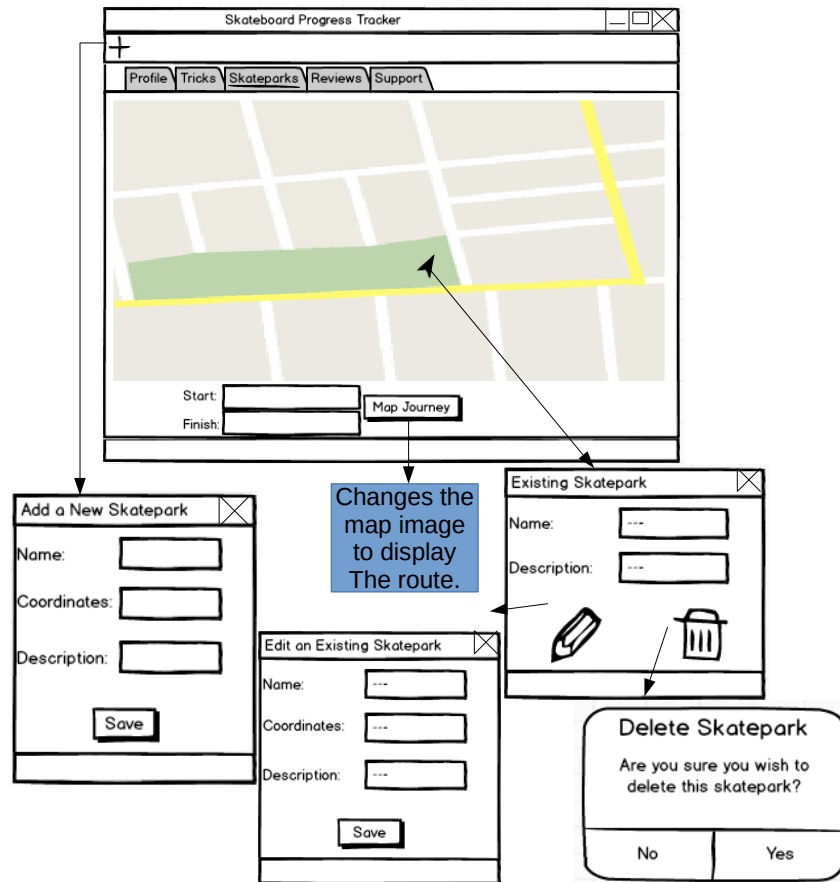 Skateboard Progress Tracker
Profile Tricks Skateparks Reviews Support
Start:
Map Journey
Finish:
Changes the
map image
to display
The route.
Existing Skatepark
Name: ---
Description: ---
Add a New Skatepark
Name:
Coordinates:
Description:
Save
Edit an Existing Skatepark
Name: ---
Coordinates: ---
Description: ---
Save
Delete Skatepark
Are you sure you wish to
delete this skatepark?
No Yes